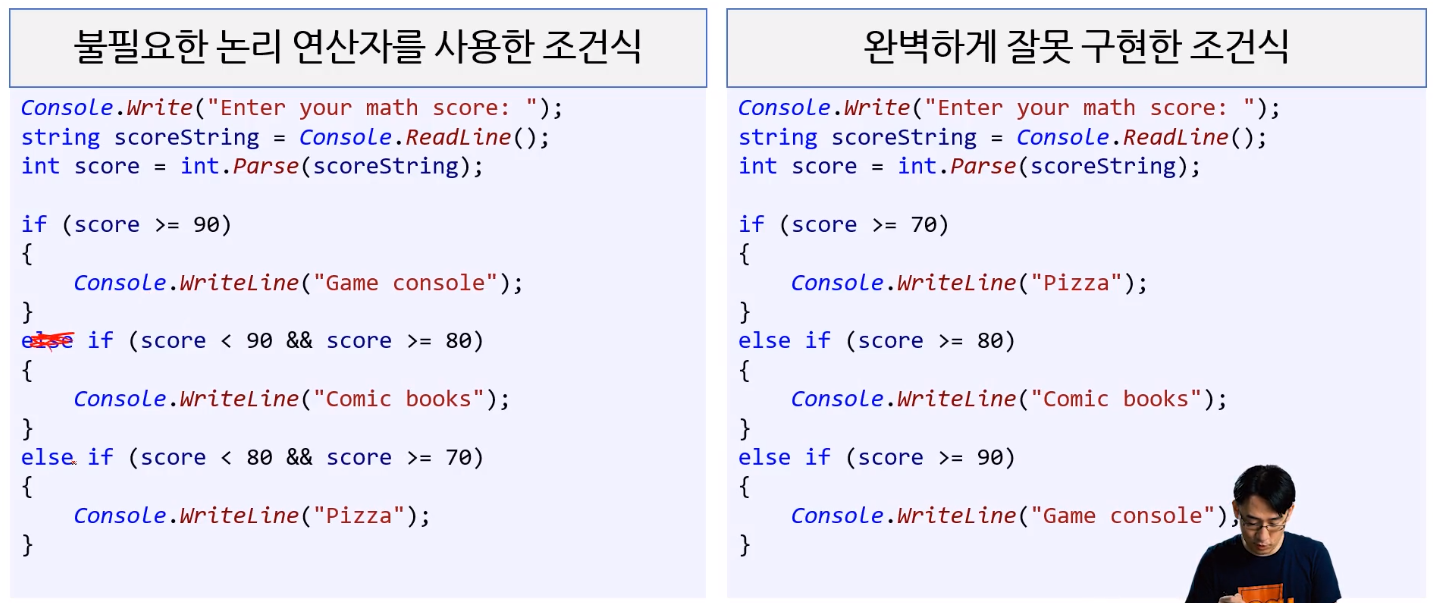 불필요한 논리 연산자를 사용한 조건식
Console.Write("Enter your math score: ");
string scoreString = Console.ReadLine();
int score = int.Parse(scoreString);
if (score >= 90)
{
Console.WriteLine("Game console");
}
else if (score < 90 && score >= 80)
{
Console.WriteLine("Comic books");
}
else if (score < 80 && score >= 70)
{
Console.WriteLine("Pizza");
}
완벽하게 잘못 구현한 조건식
Console.Write("Enter your math score: ");
string scoreString = Console.ReadLine();
int score = int.Parse(scoreString);
if (score >= 70)
{
Console.WriteLine("Pizza");
}
else if (score >= 80)
{
Console.WriteLine("Comic books");
}
else if (score >= 90)
{
Console.WriteLine("Game console");
}